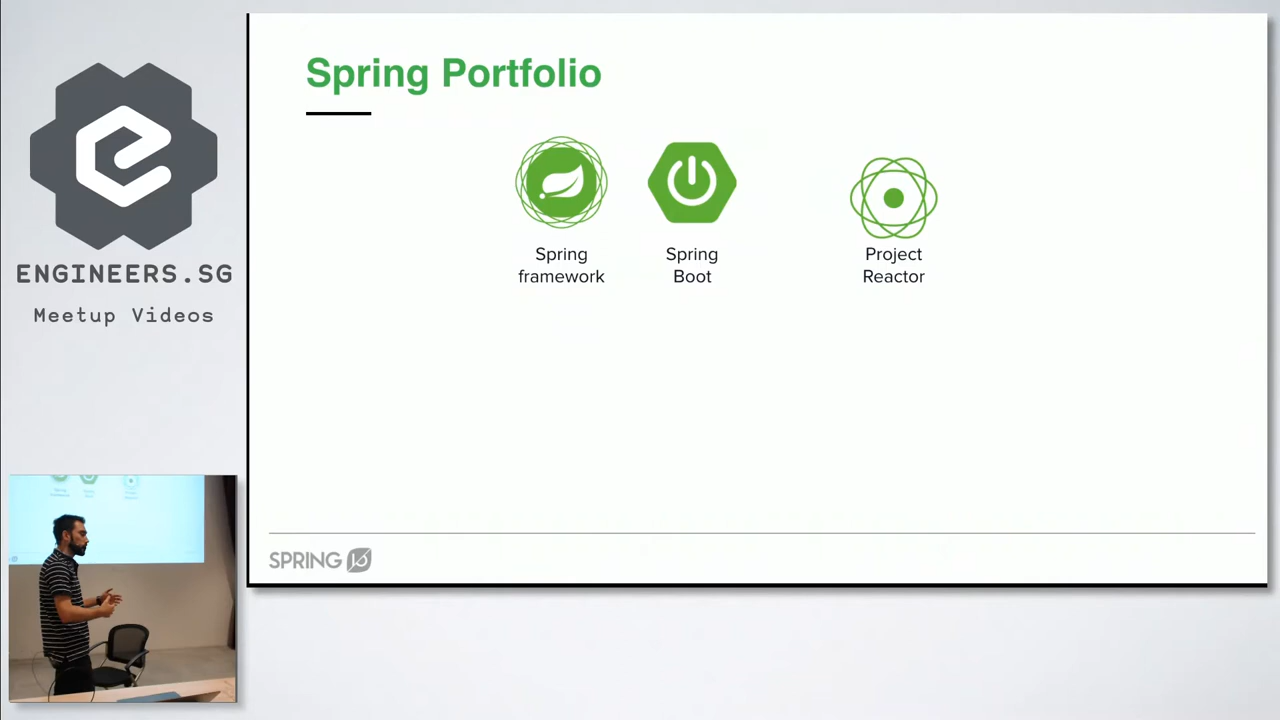 Spring Portfolio
Spring
framework
Spring
Boot
Project
Reactor
SPRING
ENGINEERS.SG
Meetup Videos